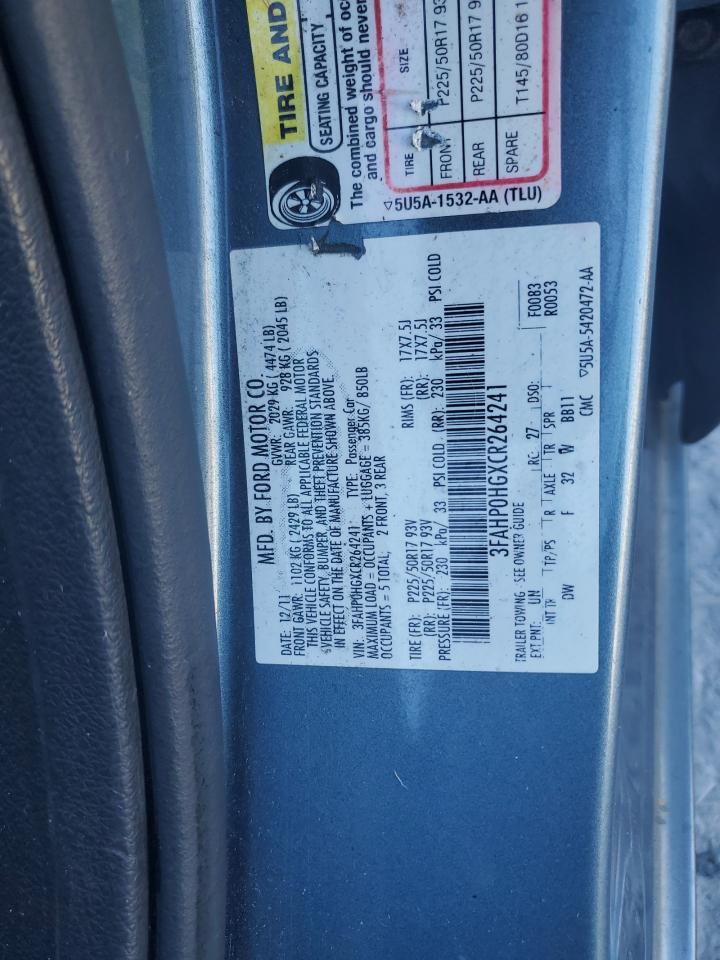 TIRE AND
SEATING CAPACITY
The combined weight of occ
and cargo should never
TIRE SIZE
FRONT P225/50R17 93
REAR P225/50R17 9
SPARE T145/80D16 1
5U5A-1532-AA (TLU)
MFD. BY FORD MOTOR CO.
DATE: 12/11 GVWR: 2029 KG ( 4474 LB)
FRONT GAWR: 1102 KG ( 2429 LB) REAR GAWR: 928 KG ( 2045 LB)
THIS VEHICLE CONFORMS TO ALL APPLICABLE FEDERAL MOTOR
VEHICLE SAFETY, BUMPER, AND THEFT PREVENTION STANDARDS
IN EFFECT ON THE DATE OF MANUFACTURE SHOWN ABOVE.
VIN: 3FAHP0HGXCR264241 TYPE: Passenger Car
MAXIMUM LOAD = OCCUPANTS + LUGGAGE = 385KG/ 850LB
OCCUPANTS = 5 TOTAL; 2 FRONT, 3 REAR
TIRE (FR): P225/50R17 93V RIMS (FR): 17X7.5J
(RR): P225/50R17 93V (RR): 17X7.5J
PRESSURE (FR): 230 kPa/ 33 PSI COLD (RR): 230 kPa/ 33 PSI COLD
3FAHP0HGXCR264241
TRAILER TOWING - SEE OWNER GUIDE F0083
EXT PNT: UN RC: 27 DSO: R0053
INT TR TP/PS R AXLE TR SPR
DW F 32 W BB11
CMC 5U5A-5420472-AA